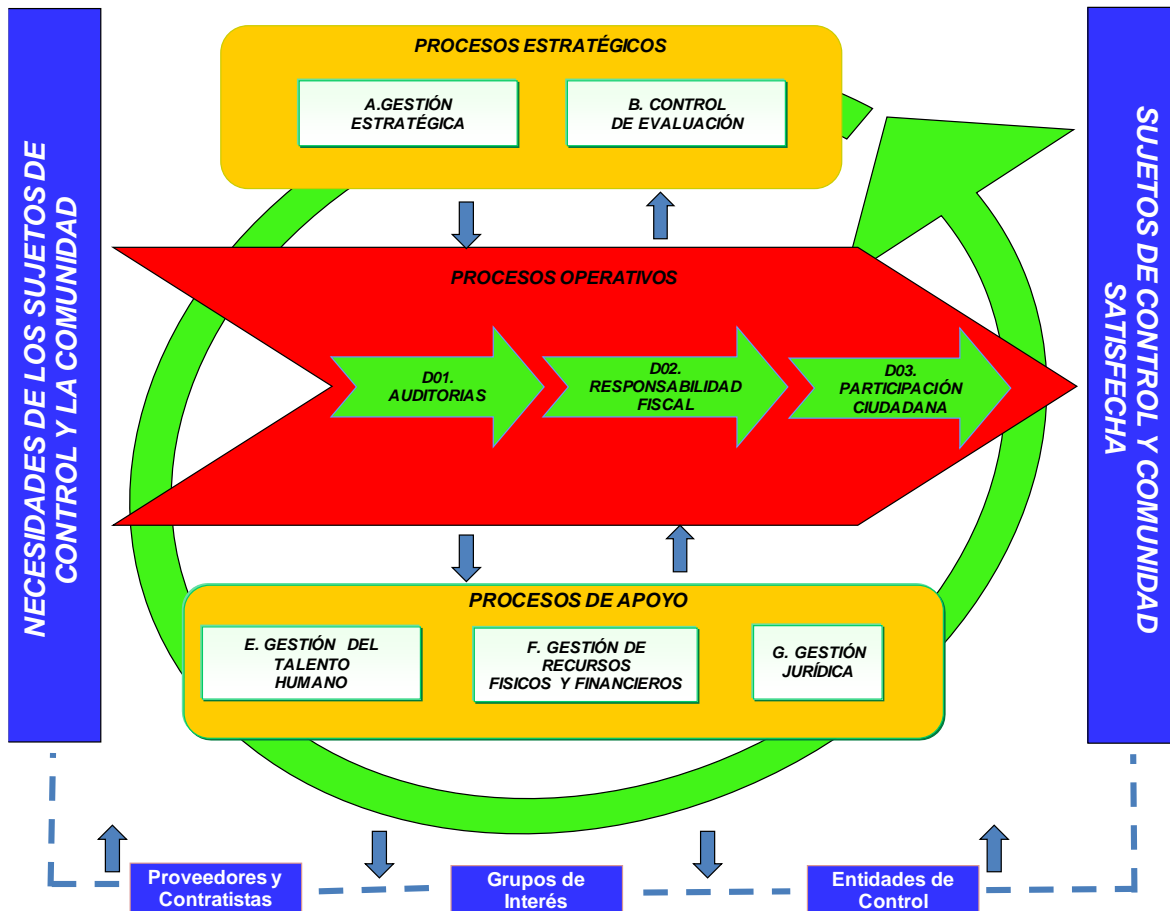 NECESIDADES DE LOS SUJETOS DE
CONTROL Y LA COMUNIDAD
PROCESOS ESTRATÉGICOS
A.GESTIÓN
ESTRATÉGICA
B. CONTROL
DE EVALUACIÓN
PROCESOS OPERATIVOS
D01.
AUDITORIAS
D02.
RESPONSABILIDAD
FISCAL
D03.
PARTICIPACIÓN
CIUDADANA
PROCESOS DE APOYO
E. GESTIÓN DEL
TALENTO
HUMANO
F. GESTIÓN DE
RECURSOS
FISICOS Y FINANCIEROS
G. GESTIÓN
JURÍDICA
SUJETOS DE CONTROL Y COMUNIDAD
SATISFECHA
Proveedores y
Contratistas
Grupos de
Interés
Entidades de
Control